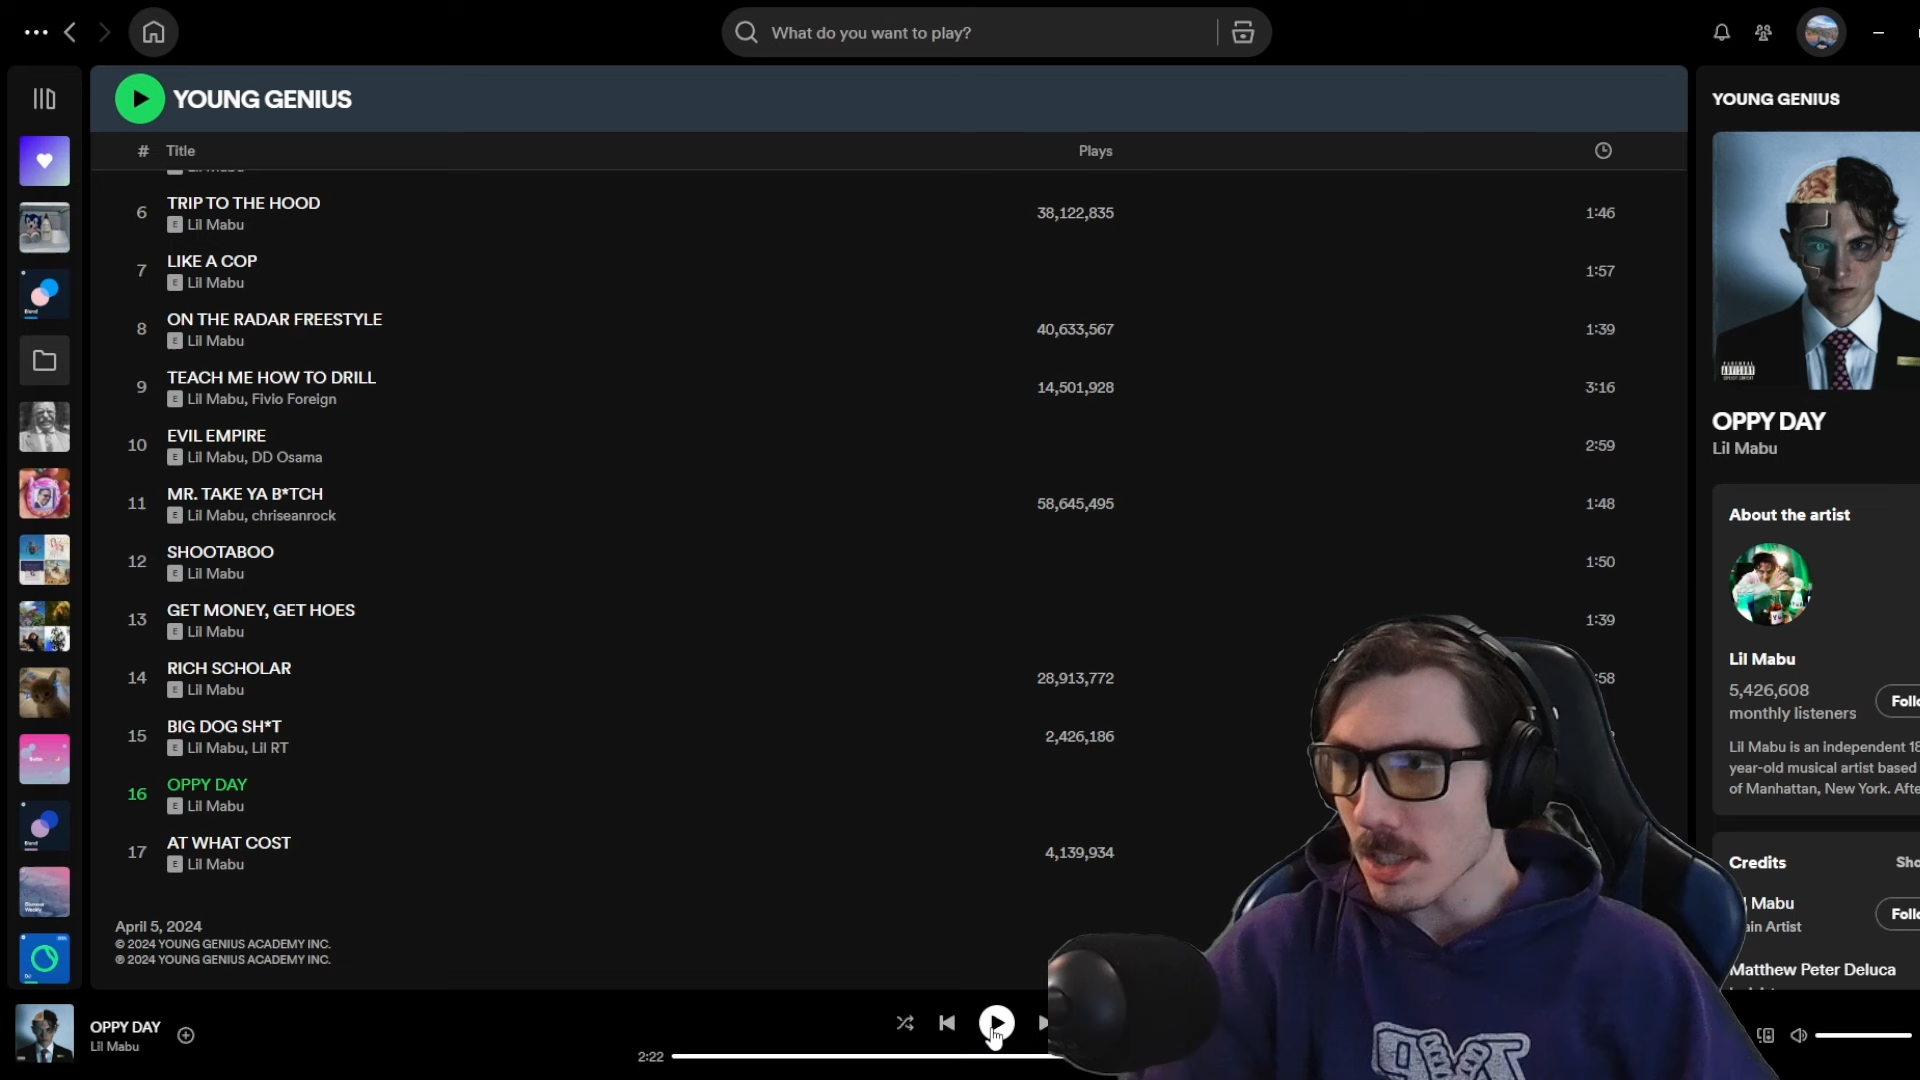 What do you want to play?
YOUNG GENIUS
# Title Plays
6 TRIP TO THE HOOD 38,122,835 1:46
E Lil Mabu
7 LIKE A COP 1:57
E Lil Mabu
8 ON THE RADAR FREESTYLE 40,633,567 1:39
E Lil Mabu
9 TEACH ME HOW TO DRILL 14,501,928 3:16
E Lil Mabu, Fivio Foreign
10 EVIL EMPIRE 2:59
E Lil Mabu, DD Osama
11 MR. TAKE YA B*TCH 58,645,495 1:48
E Lil Mabu, chriseanrock
12 SHOOTABOO 1:50
E Lil Mabu
13 GET MONEY, GET HOES 1:39
E Lil Mabu
14 RICH SCHOLAR 28,913,772 :58
E Lil Mabu
15 BIG DOG SH*T 2,426,186
E Lil Mabu, Lil RT
16 OPPY DAY
E Lil Mabu
17 AT WHAT COST 4,139,934
E Lil Mabu
April 5, 2024
© 2024 YOUNG GENIUS ACADEMY INC.
℗ 2024 YOUNG GENIUS ACADEMY INC.
YOUNG GENIUS
OPPY DAY
Lil Mabu
About the artist
Lil Mabu
5,426,608
monthly listeners
Follo
Lil Mabu is an independent 18
year-old musical artist based
of Manhattan, New York. Afte
Credits Sho
l Mabu
ain Artist
Follo
Matthew Peter Deluca
OPPY DAY
Lil Mabu
2:22